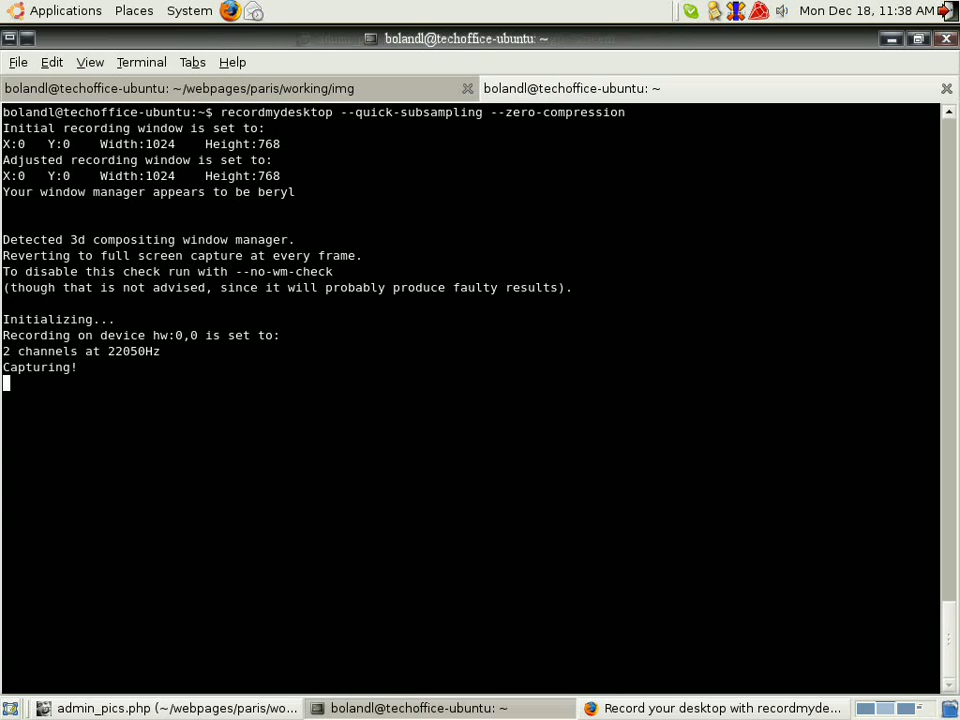 Applications Places System Mon Dec 18, 11:38 AM
bolandl@techoffice-ubuntu: ~
File Edit View Terminal Tabs Help
bolandl@techoffice-ubuntu: ~/webpages/paris/working/img bolandl@techoffice-ubuntu: ~
bolandl@techoffice-ubuntu:~$ recordmydesktop --quick-subsampling --zero-compression
Initial recording window is set to:
X:0 Y:0 Width:1024 Height:768
Adjusted recording window is set to:
X:0 Y:0 Width:1024 Height:768
Your window manager appears to be beryl
Detected 3d compositing window manager.
Reverting to full screen capture at every frame.
To disable this check run with --no-wm-check
(though that is not advised, since it will probably produce faulty results).
Initializing...
Recording on device hw:0,0 is set to:
2 channels at 22050Hz
Capturing!
admin_pics.php (~/webpages/paris/wo... bolandl@techoffice-ubuntu: ~ Record your desktop with recordmyde...